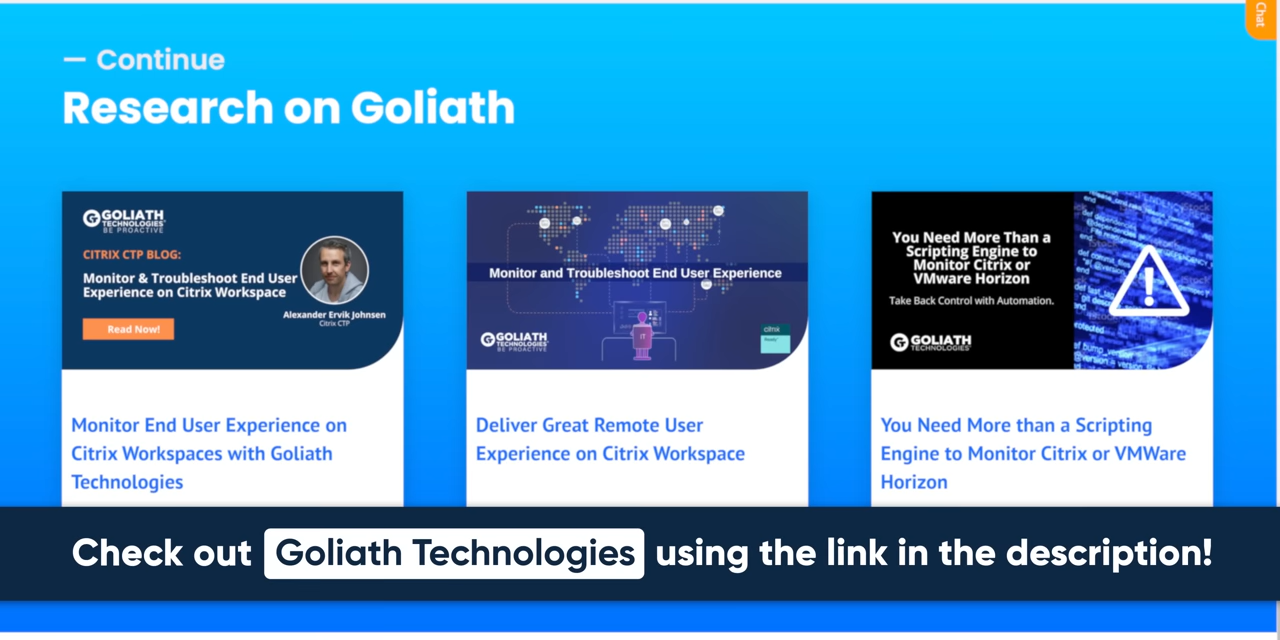 Chat
— Continue
Research on Goliath
GOLIATH
TECHNOLOGIES
BE PROACTIVE
CITRIX CTP BLOG:
Monitor & Troubleshoot End User
Experience on Citrix Workspace
Read Now!
Alexander Ervik Johnsen
Citrix CTP
Monitor and Troubleshoot End User Experience
IT
GOLIATH
TECHNOLOGIES
BE PROACTIVE
citrix
Ready
You Need More Than a
Scripting Engine to
Monitor Citrix or
VMware Horizon
Take Back Control with Automation.
GOLIATH
TECHNOLOGIES
Monitor End User Experience on
Citrix Workspaces with Goliath
Technologies
Deliver Great Remote User
Experience on Citrix Workspace
You Need More than a Scripting
Engine to Monitor Citrix or VMWare
Horizon
Check out Goliath Technologies using the link in the description!